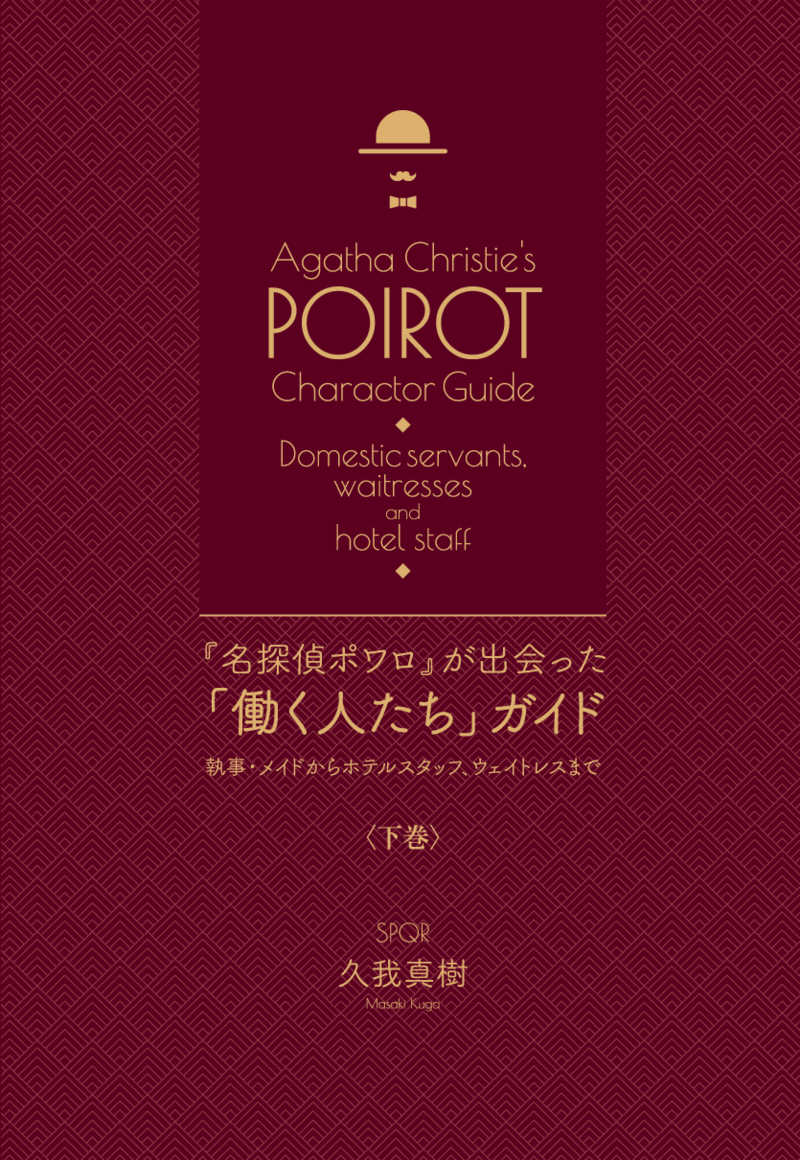 Agatha Christie's
POIROT
Charactor Guide
Domestic servants,
waitresses
and
hotel staff
『名探偵ポワロ』が出会った
「働く人たち」ガイド
執事・メイドからホテルスタッフ、ウェイトレスまで
〈下巻〉
SPQR
久我真樹
Masaki Kuga